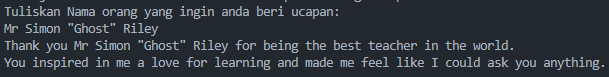 Tuliskan Nama orang yang ingin anda beri ucapan:
Mr Simon "Ghost" Riley
Thank you Mr Simon "Ghost" Riley for being the best teacher in the world.
You inspired in me a love for learning and made me feel like I could ask you anything.